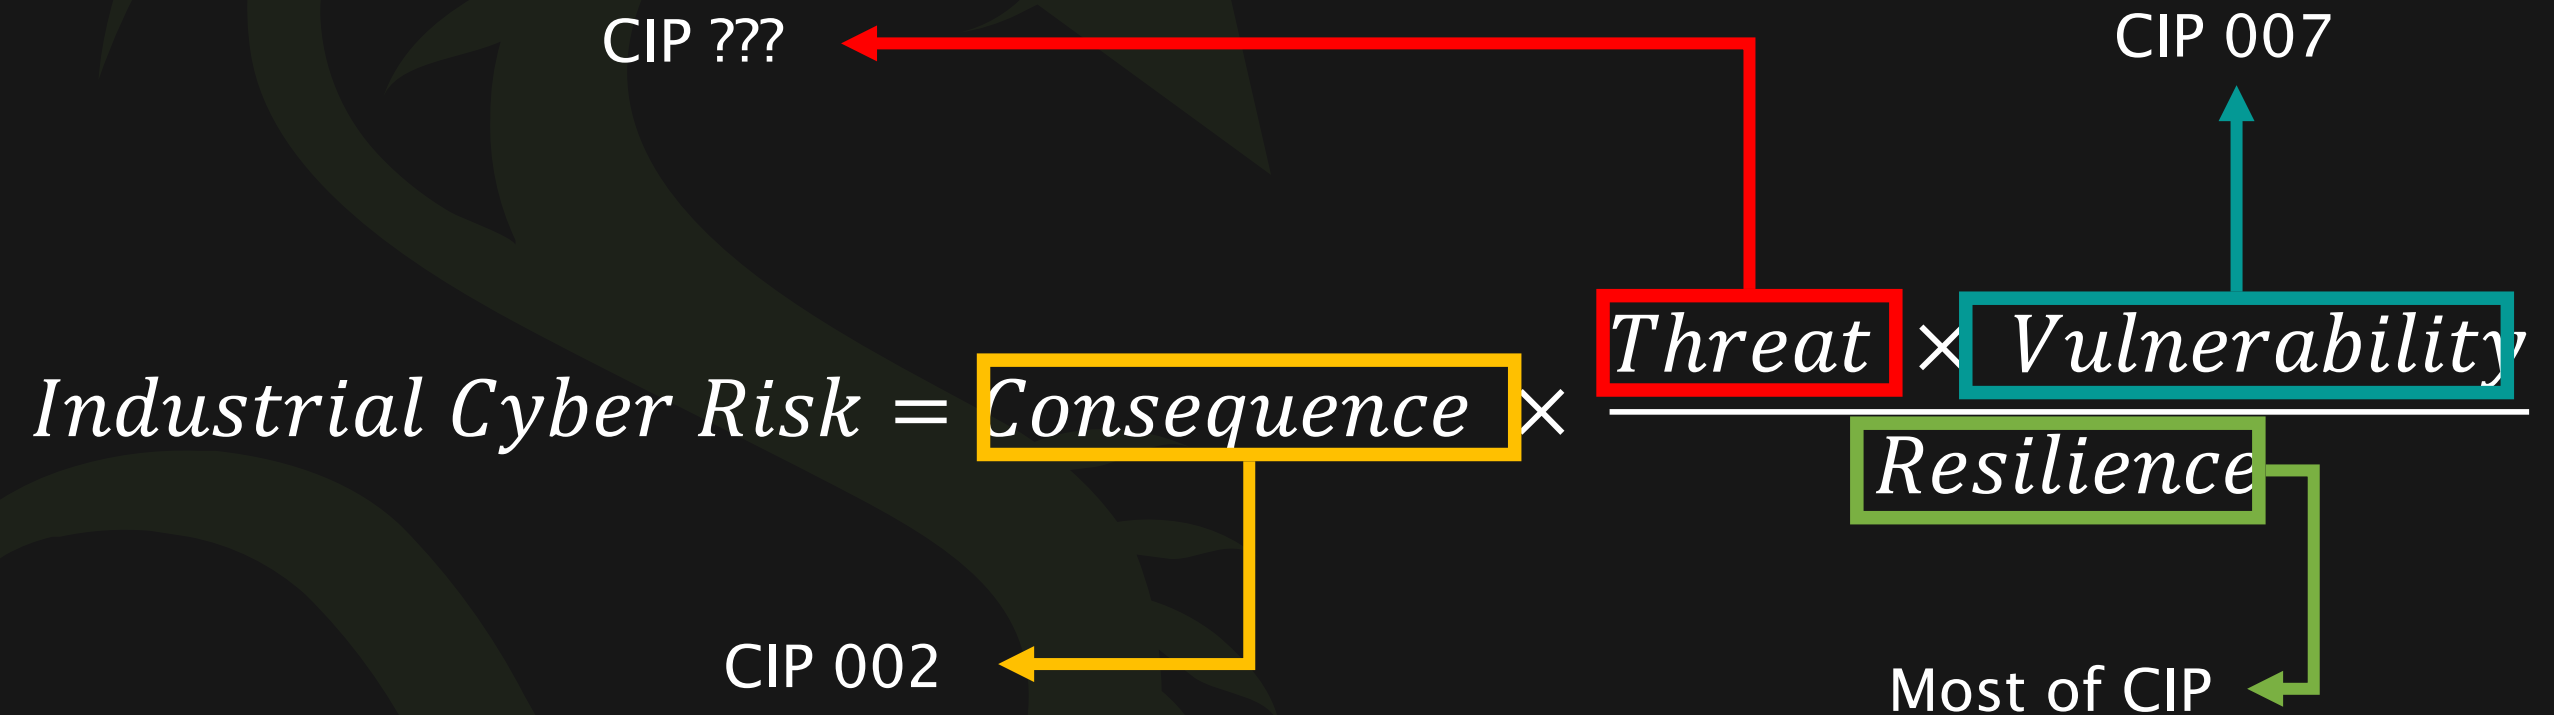 CIP ???
CIP 007
Threat × Vulnerability
Industrial Cyber Risk = Consequence ×
Resilience
CIP 002
Most of CIP